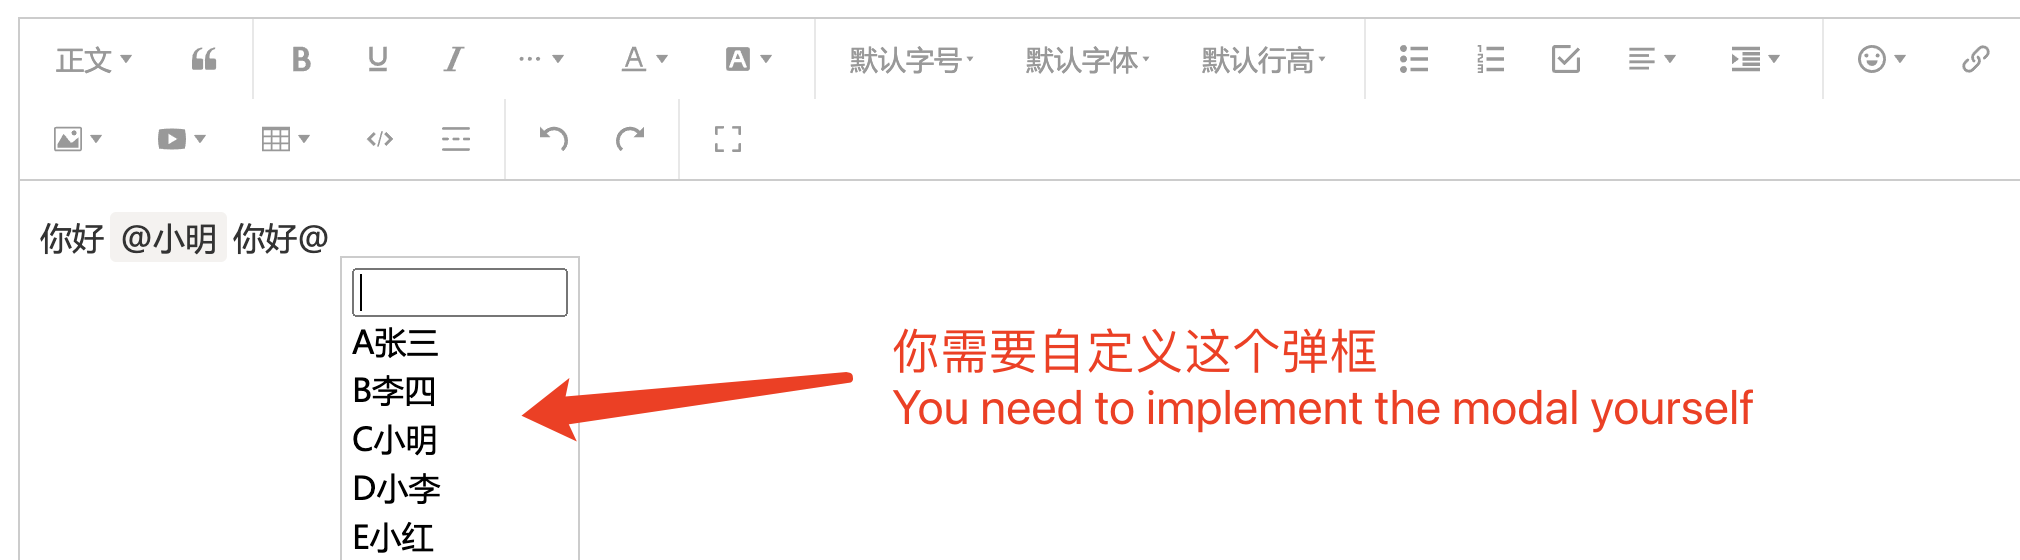 正文 B U I A A 默认字号 默认字体 默认行高
你好 @小明 你好@
A张三
B李四
C小明
D小李
E小红
你需要自定义这个弹框
You need to implement the modal yourself